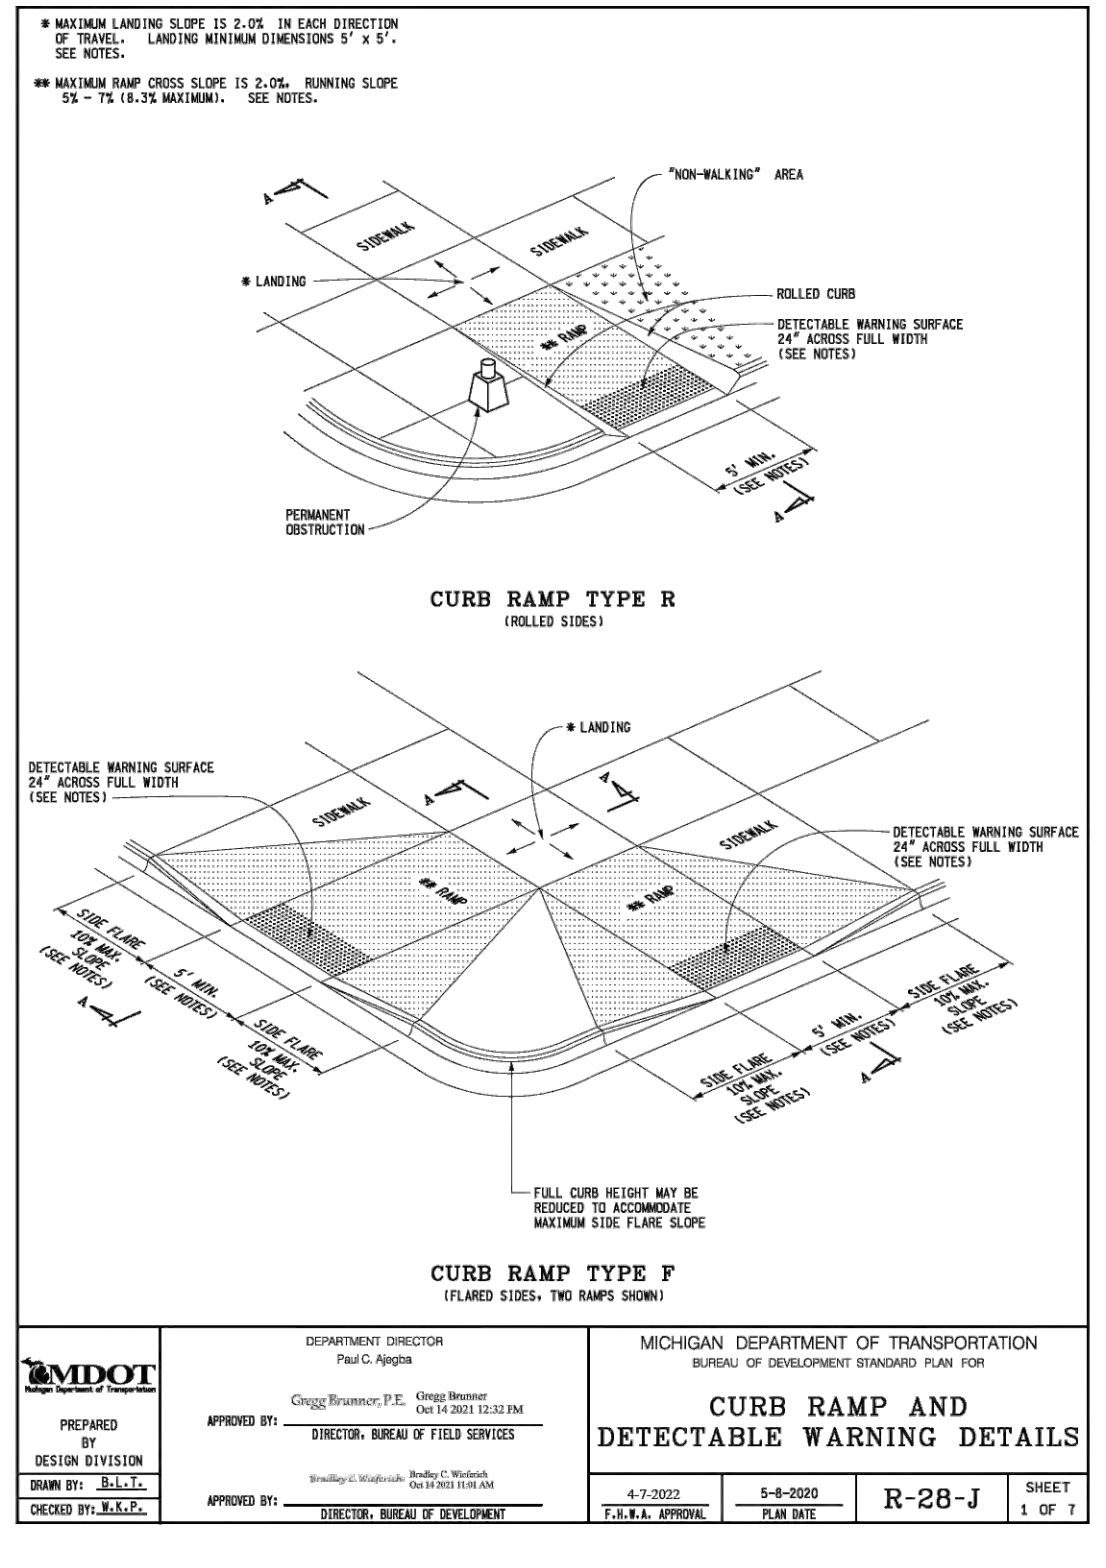 * MAXIMUM LANDING SLOPE IS 2.0% IN EACH DIRECTION
OF TRAVEL. LANDING MINIMUM DIMENSIONS 5' x 5'.
SEE NOTES.
** MAXIMUM RAMP CROSS SLOPE IS 2.0%. RUNNING SLOPE
5% - 7% (8.3% MAXIMUM). SEE NOTES.
A
"NON-WALKING" AREA
SIDEWALK
SIDEWALK
* LANDING
ROLLED CURB
** RAMP
DETECTABLE WARNING SURFACE
24" ACROSS FULL WIDTH
(SEE NOTES)
5' MIN.
(SEE NOTES)
A
PERMANENT
OBSTRUCTION
CURB RAMP TYPE R
(ROLLED SIDES)
* LANDING
DETECTABLE WARNING SURFACE
24" ACROSS FULL WIDTH
(SEE NOTES)
A
A
SIDEWALK
SIDEWALK
DETECTABLE WARNING SURFACE
24" ACROSS FULL WIDTH
(SEE NOTES)
** RAMP
** RAMP
SIDE FLARE
10% MAX.
SLOPE
(SEE NOTES)
5' MIN.
(SEE NOTES)
SIDE FLARE
10% MAX.
SLOPE
(SEE NOTES)
A
SIDE FLARE
10% MAX.
SLOPE
(SEE NOTES)
5' MIN.
(SEE NOTES)
SIDE FLARE
10% MAX.
SLOPE
(SEE NOTES)
A
FULL CURB HEIGHT MAY BE
REDUCED TO ACCOMMODATE
MAXIMUM SIDE FLARE SLOPE
CURB RAMP TYPE F
(FLARED SIDES, TWO RAMPS SHOWN)
MDOT
Michigan Department of Transportation
PREPARED
BY
DESIGN DIVISION
DRAWN BY: B.L.T.
CHECKED BY: W.K.P.
DEPARTMENT DIRECTOR
Paul C. Ajegba
Gregg Brunner, P.E.
Gregg Brunner
Oct 14 2021 12:32 PM
APPROVED BY:
DIRECTOR, BUREAU OF FIELD SERVICES
Bradley C. Wieferich
Bradley C. Wieferich
Oct 14 2021 11:01 AM
APPROVED BY:
DIRECTOR, BUREAU OF DEVELOPMENT
MICHIGAN DEPARTMENT OF TRANSPORTATION
BUREAU OF DEVELOPMENT STANDARD PLAN FOR
CURB RAMP AND
DETECTABLE WARNING DETAILS
4-7-2022
F.H.W.A. APPROVAL
5-8-2020
PLAN DATE
R-28-J
SHEET
1 OF 7